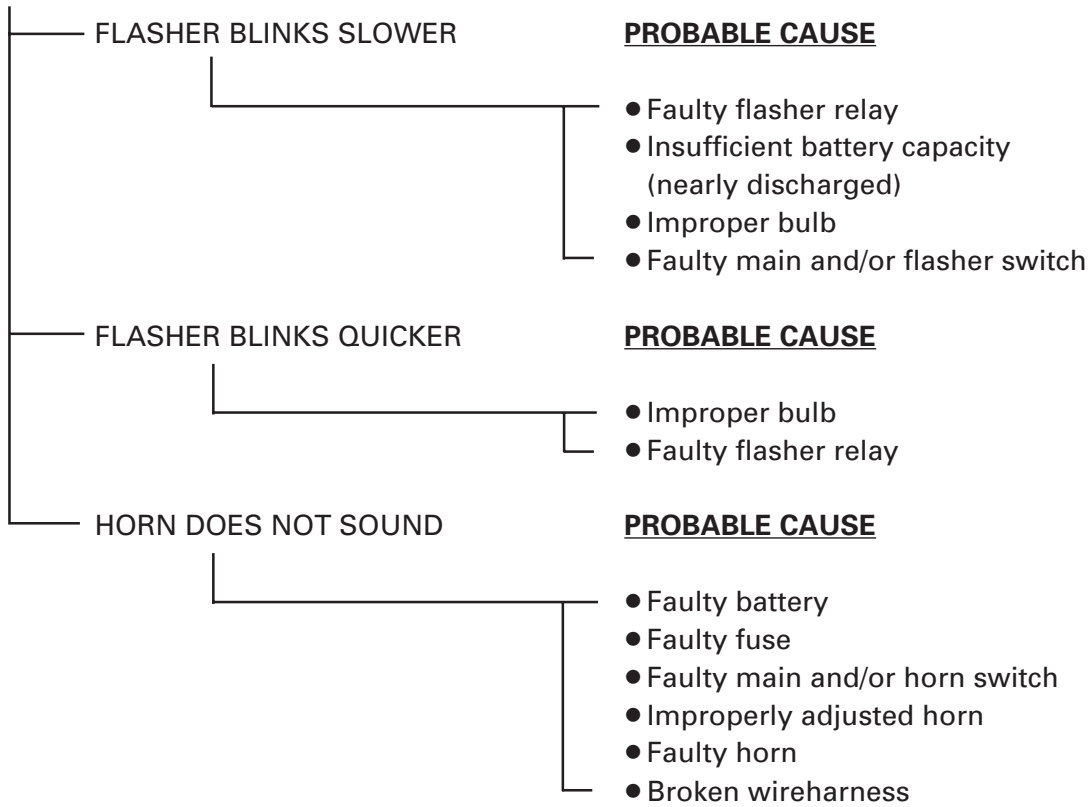 FLASHER BLINKS SLOWER PROBABLE CAUSE
● Faulty flasher relay
● Insufficient battery capacity
(nearly discharged)
● Improper bulb
● Faulty main and/or flasher switch
FLASHER BLINKS QUICKER PROBABLE CAUSE
● Improper bulb
● Faulty flasher relay
HORN DOES NOT SOUND PROBABLE CAUSE
● Faulty battery
● Faulty fuse
● Faulty main and/or horn switch
● Improperly adjusted horn
● Faulty horn
● Broken wireharness